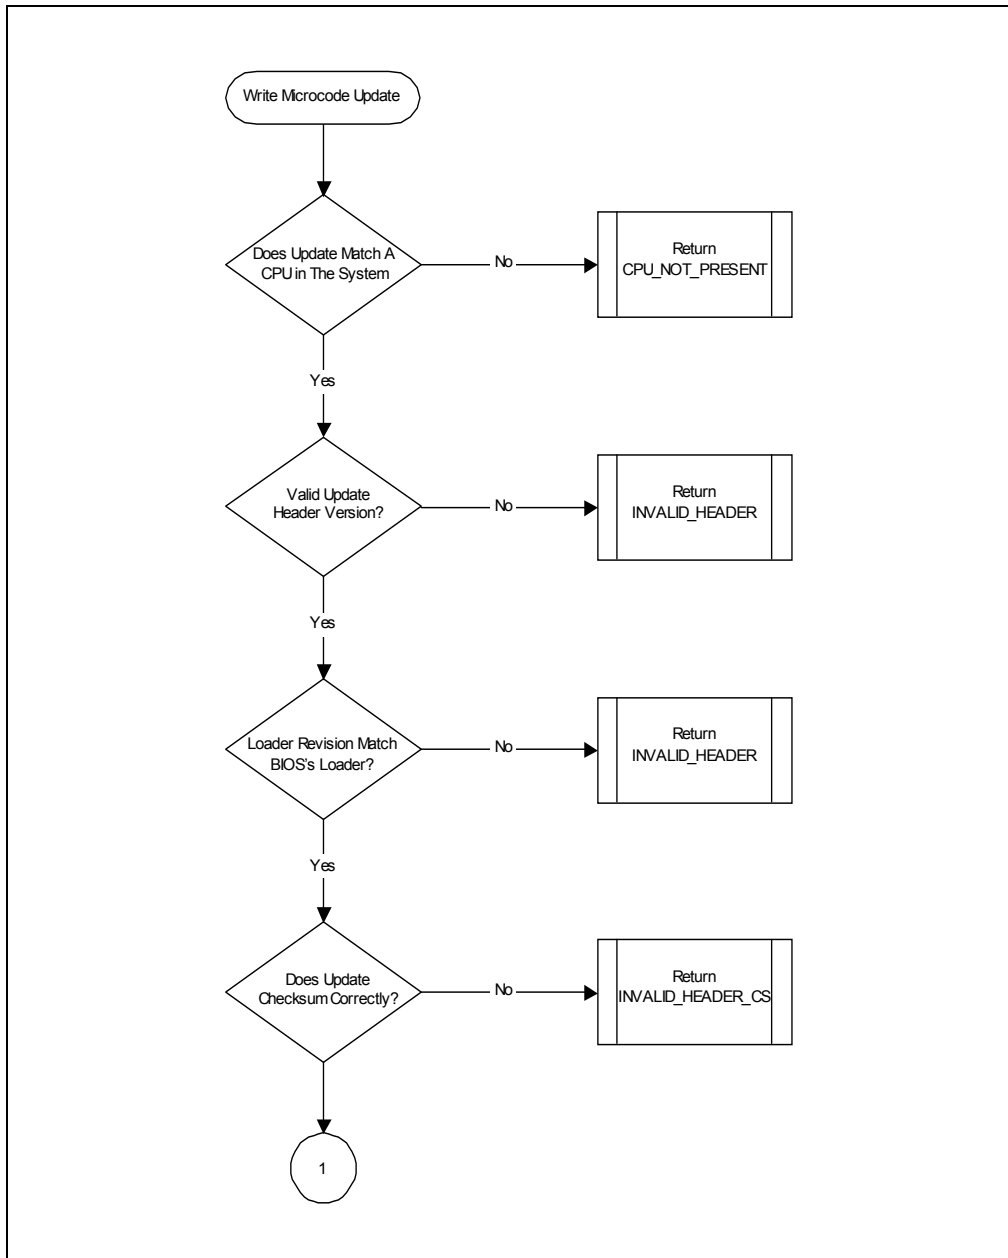 Write Microcode Update
Does Update Match A
CPU in The System
No
Return
CPU_NOT_PRESENT
Yes
Valid Update
Header Version?
No
Return
INVALID_HEADER
Yes
Loader Revision Match
BIOS's Loader?
No
Return
INVALID_HEADER
Yes
Does Update
Checksum Correctly?
No
Return
INVALID_HEADER_CS
1